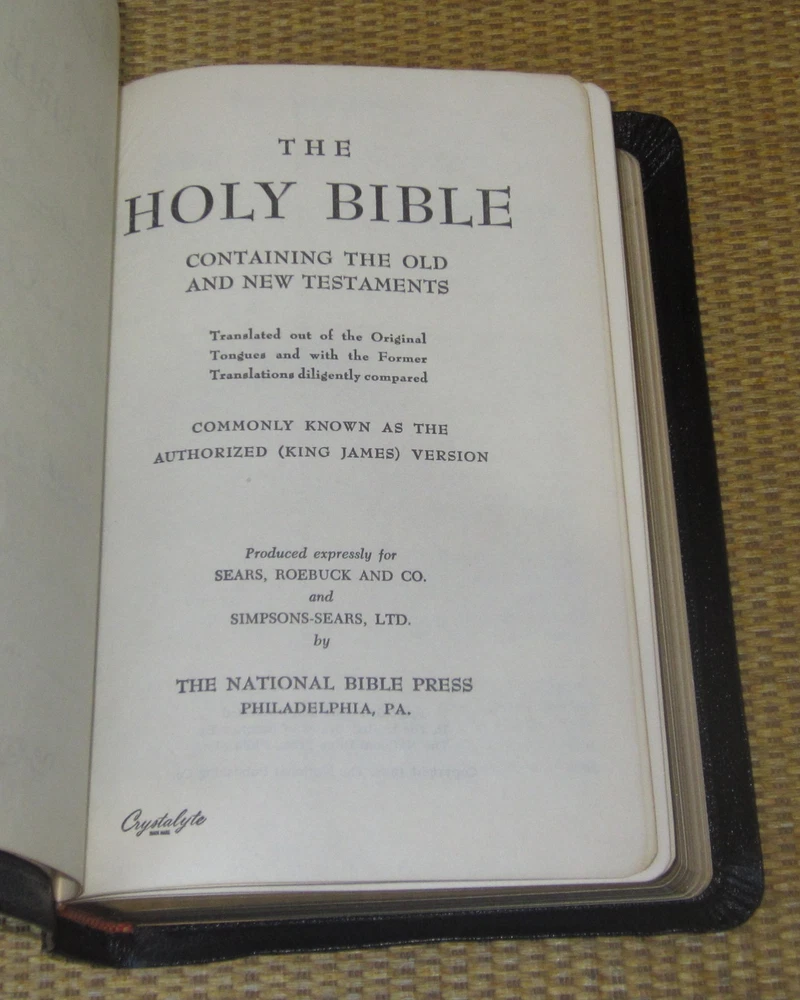 THE
HOLY BIBLE
CONTAINING THE OLD
AND NEW TESTAMENTS
Translated out of the Original
Tongues and with the Former
Translations diligently compared
COMMONLY KNOWN AS THE
AUTHORIZED (KING JAMES) VERSION
Produced expressly for
SEARS, ROEBUCK AND CO.
and
SIMPSONS-SEARS, LTD.
by
THE NATIONAL BIBLE PRESS
PHILADELPHIA, PA.
Crystalyte